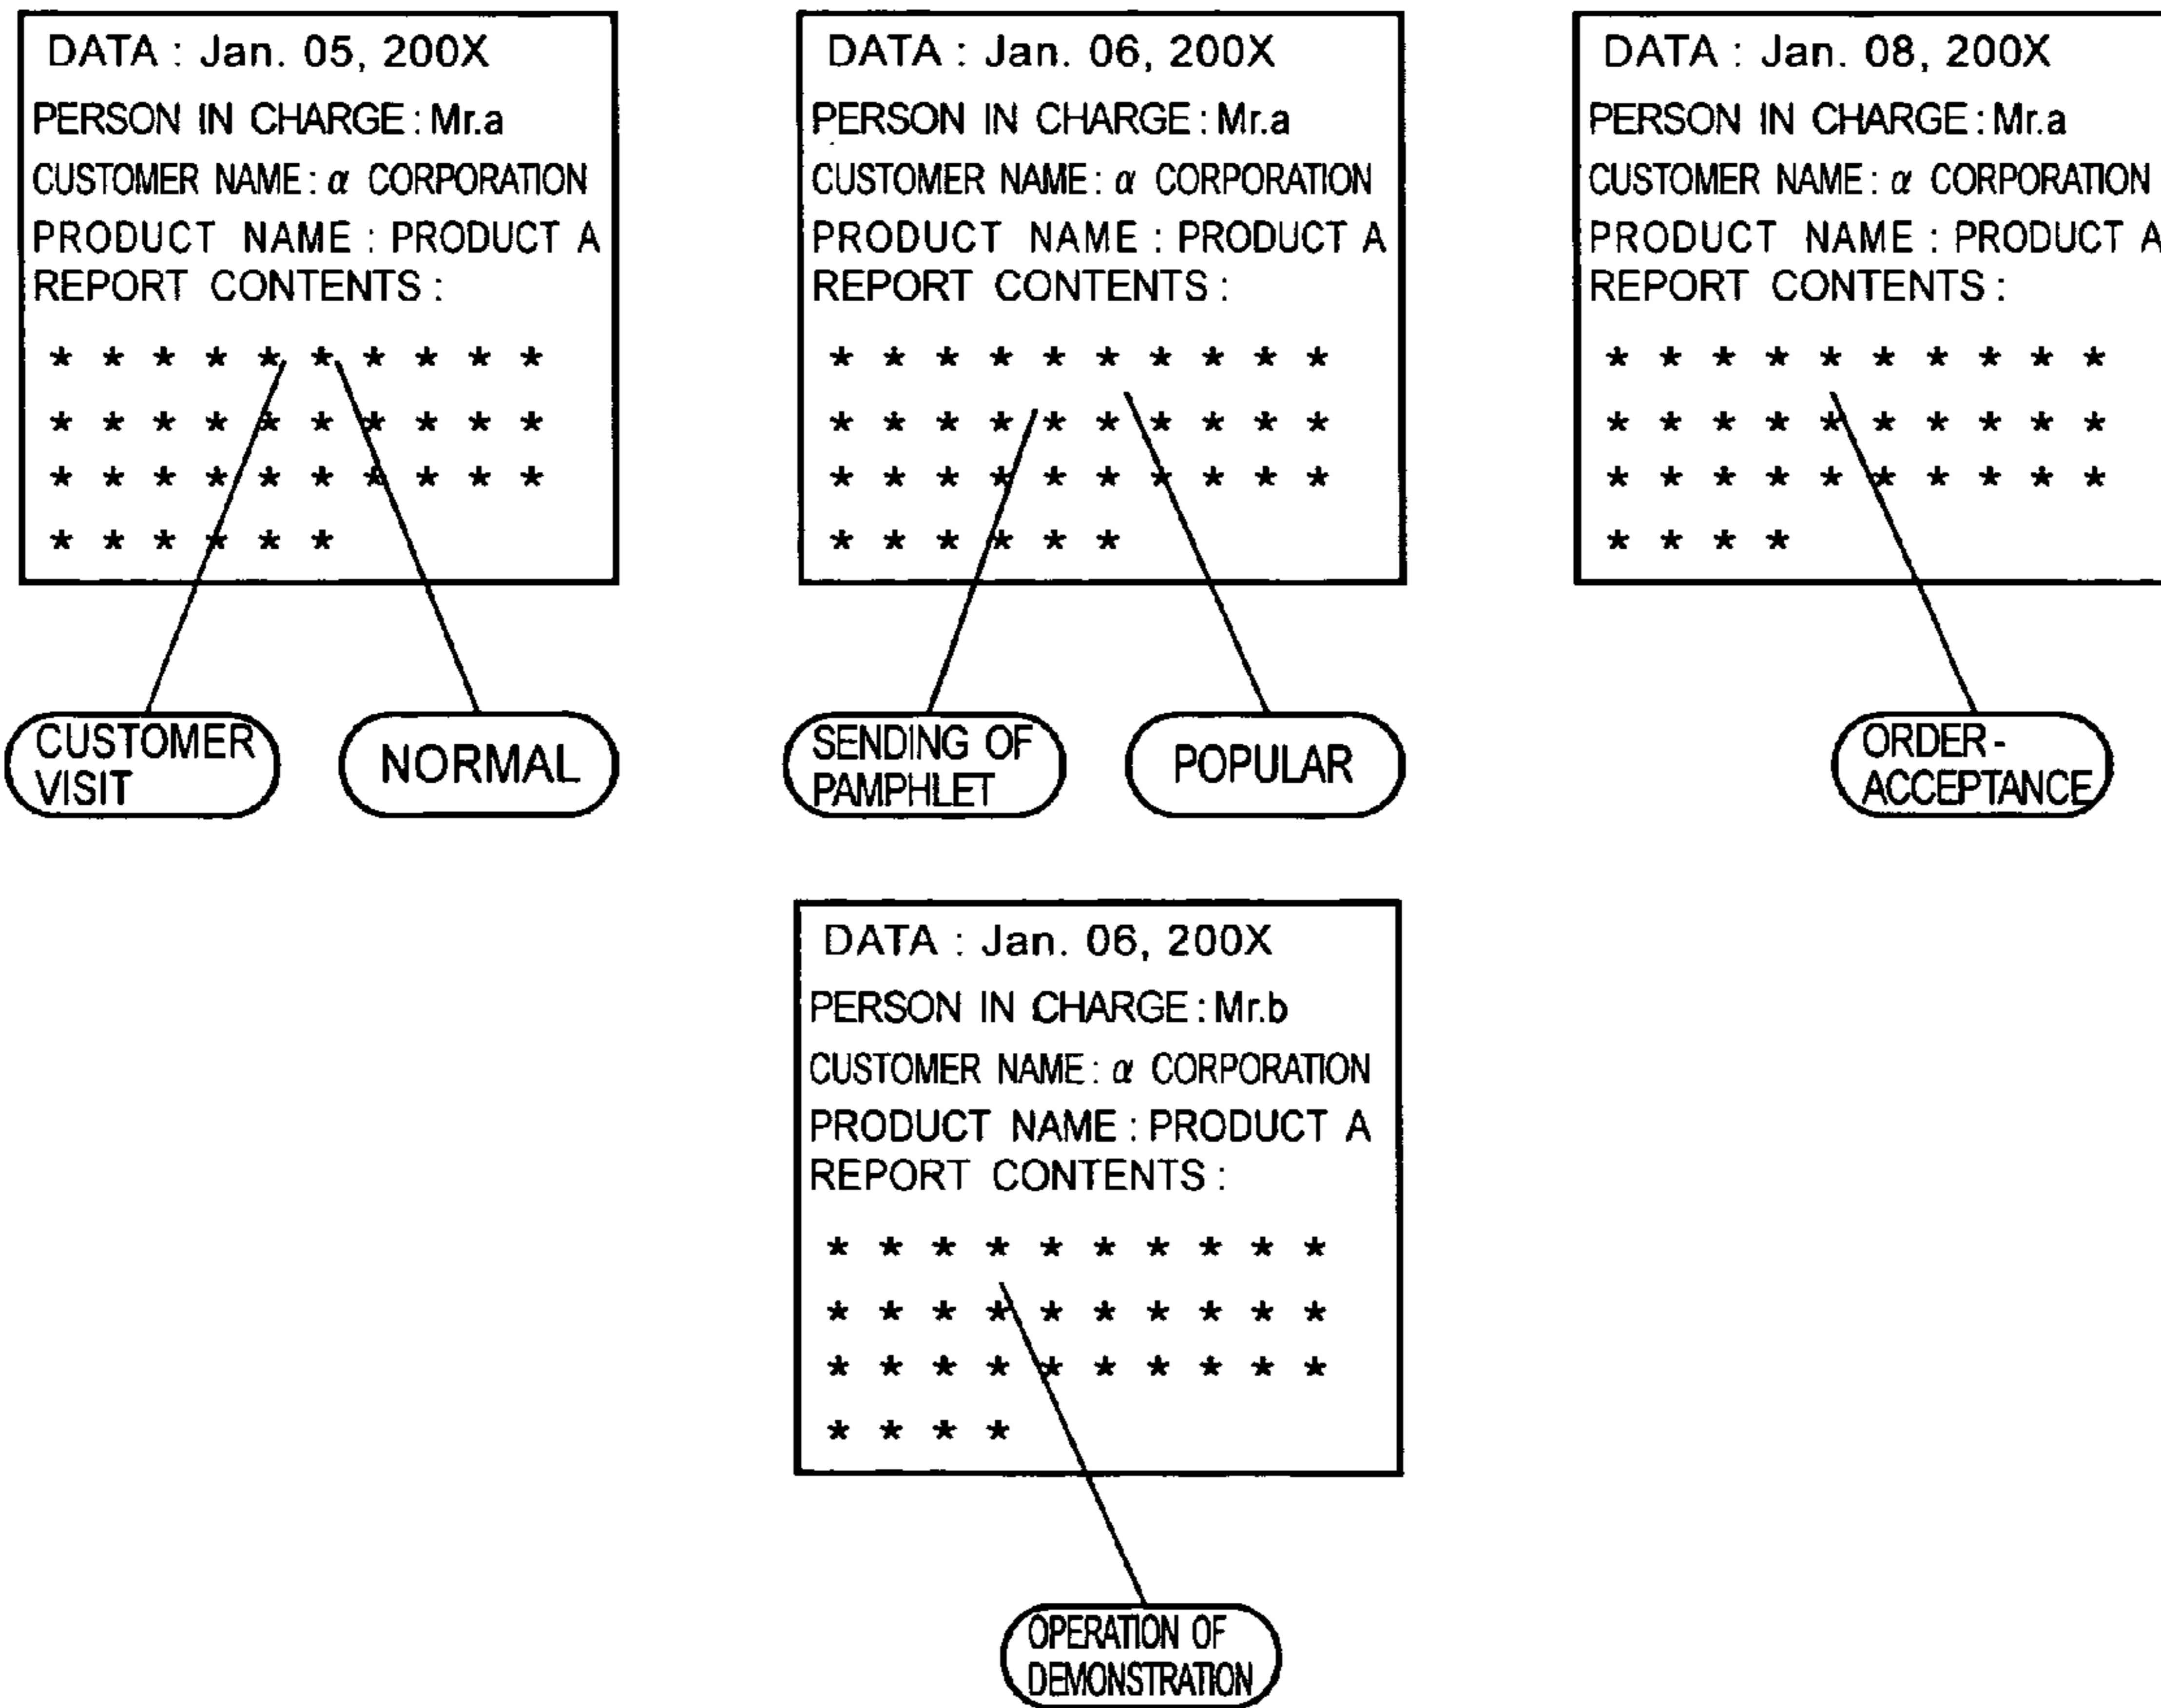 DATA : Jan. 05, 200X
PERSON IN CHARGE : Mr.a
CUSTOMER NAME : α CORPORATION
PRODUCT NAME : PRODUCT A
REPORT CONTENTS :
* * * * * * * * * *
* * * * * * * * * *
* * * * * * * * * *
* * * * * *
CUSTOMER
VISIT
NORMAL
DATA : Jan. 06, 200X
PERSON IN CHARGE : Mr.a
CUSTOMER NAME : α CORPORATION
PRODUCT NAME : PRODUCT A
REPORT CONTENTS :
* * * * * * * * * *
* * * * * * * * * *
* * * * * * * * * *
* * * * * *
SENDING OF
PAMPHLET
POPULAR
DATA : Jan. 08, 200X
PERSON IN CHARGE : Mr.a
CUSTOMER NAME : α CORPORATION
PRODUCT NAME : PRODUCT A
REPORT CONTENTS :
* * * * * * * * * *
* * * * * * * * * *
* * * * * * * * * *
* * * *
ORDER-
ACCEPTANCE
DATA : Jan. 06, 200X
PERSON IN CHARGE : Mr.b
CUSTOMER NAME : α CORPORATION
PRODUCT NAME : PRODUCT A
REPORT CONTENTS :
* * * * * * * * * *
* * * * * * * * * *
* * * * * * * * * *
* * * *
OPERATION OF
DEMONSTRATION